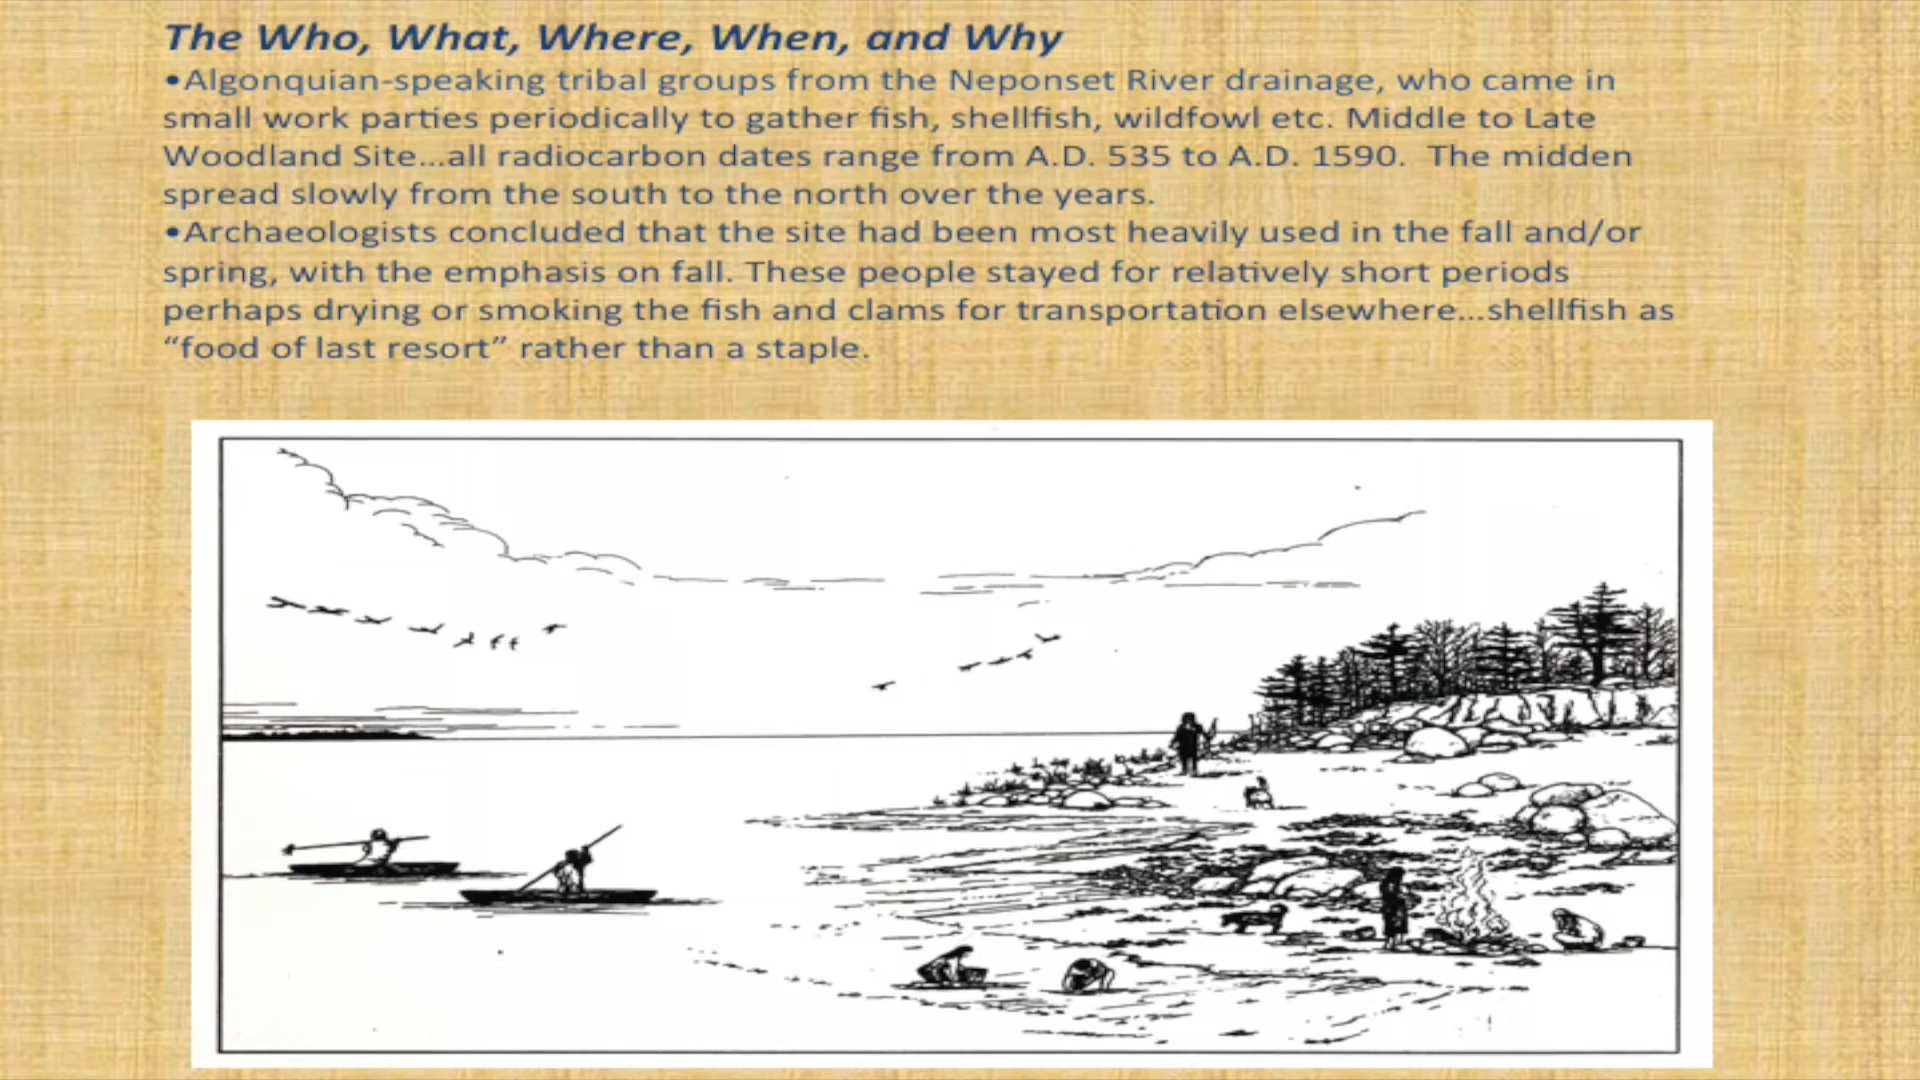 The Who, What, Where, When, and Why
•Algonquian-speaking tribal groups from the Neponset River drainage, who came in
small work parties periodically to gather fish, shellfish, wildfowl etc. Middle to Late
Woodland Site...all radiocarbon dates range from A.D. 535 to A.D. 1590.  The midden
spread slowly from the south to the north over the years.
•Archaeologists concluded that the site had been most heavily used in the fall and/or
spring, with the emphasis on fall. These people stayed for relatively short periods
perhaps drying or smoking the fish and clams for transportation elsewhere...shellfish as
“food of last resort” rather than a staple.